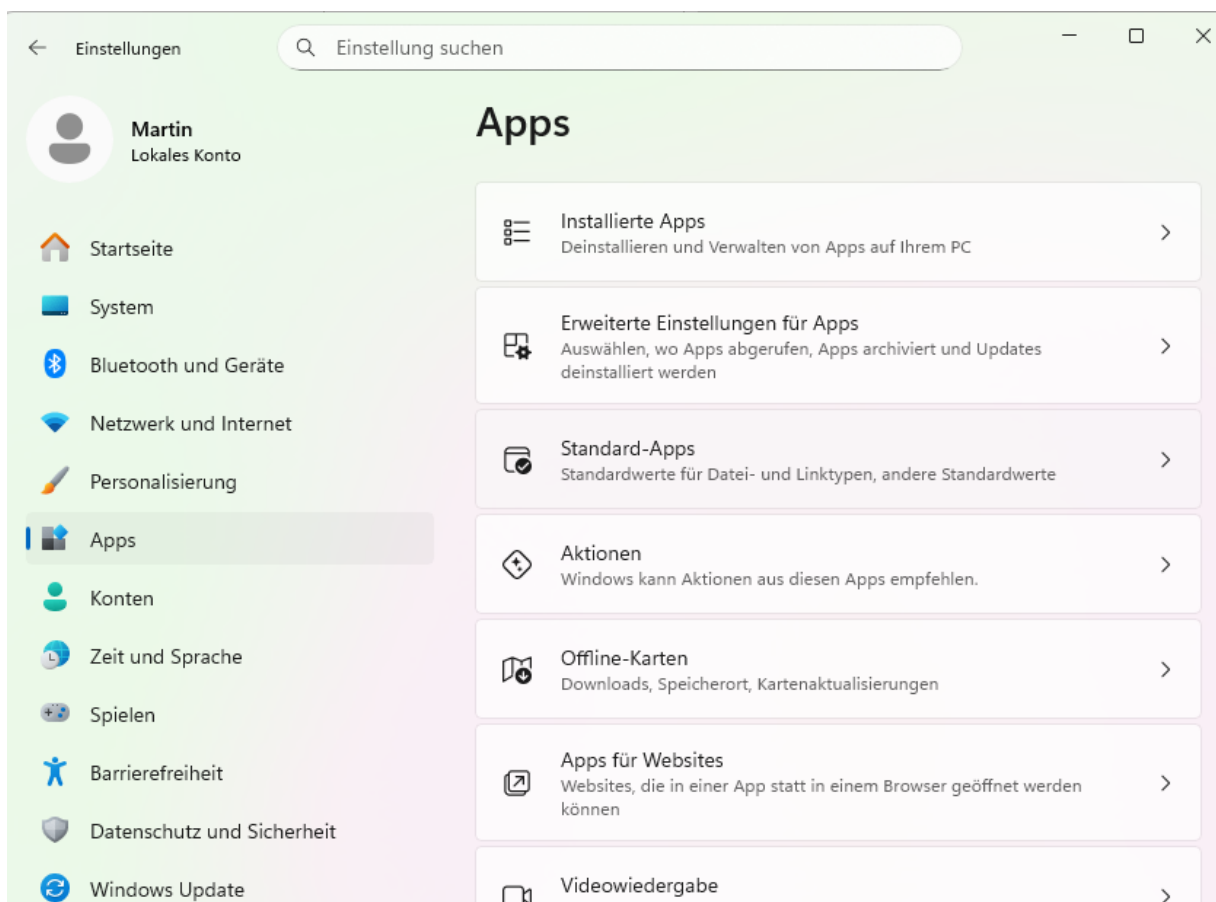 Einstellungen
Einstellung suchen
Martin
Lokales Konto
Startseite
System
Bluetooth und Geräte
Netzwerk und Internet
Personalisierung
Apps
Konten
Zeit und Sprache
Spielen
Barrierefreiheit
Datenschutz und Sicherheit
Windows Update
Apps
Installierte Apps
Deinstallieren und Verwalten von Apps auf Ihrem PC
Erweiterte Einstellungen für Apps
Auswählen, wo Apps abgerufen, Apps archiviert und Updates
deinstalliert werden
Standard-Apps
Standardwerte für Datei- und Linktypen, andere Standardwerte
Aktionen
Windows kann Aktionen aus diesen Apps empfehlen.
Offline-Karten
Downloads, Speicherort, Kartenaktualisierungen
Apps für Websites
Websites, die in einer App statt in einem Browser geöffnet werden
können
Videowiedergabe